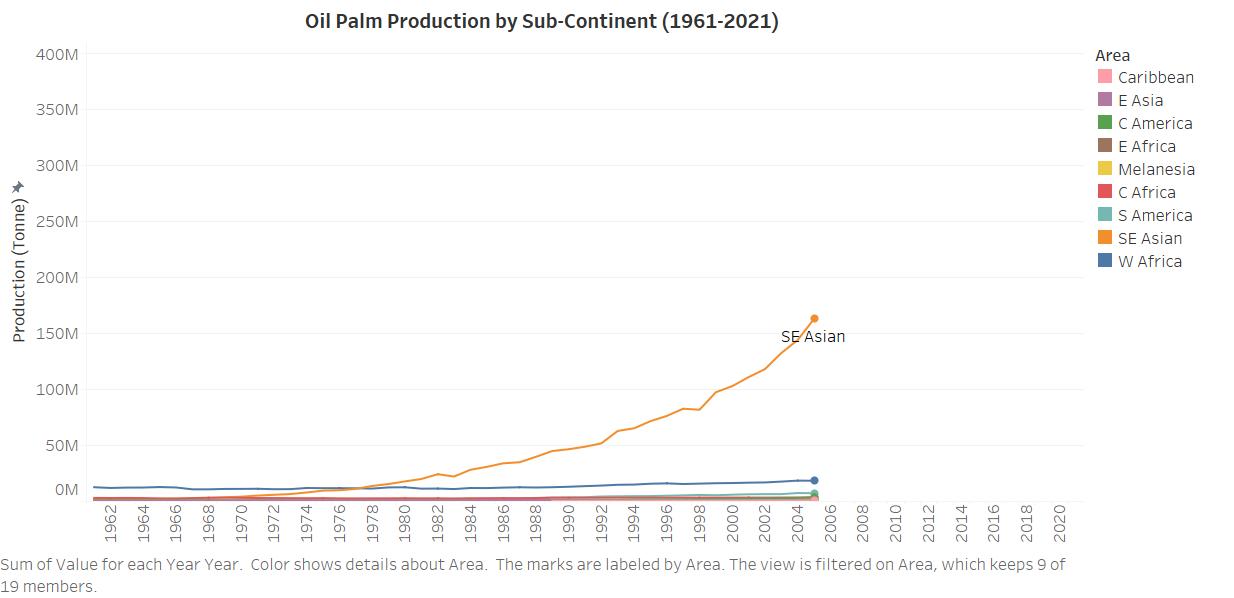 Oil Palm Production by Sub-Continent (1961-2021)
400M
350M
300M
250M
200M
150M
100M
50M
0M
Production (Tonne)
SE Asian
1962
1964
1966
1968
1970
1972
1974
1976
1978
1980
1982
1984
1986
1988
1990
1992
1994
1996
1998
2000
2002
2004
2006
2008
2010
2012
2014
2016
2018
2020
Area
Caribbean
E Asia
C America
E Africa
Melanesia
C Africa
S America
SE Asian
W Africa
Sum of Value for each Year Year.  Color shows details about Area.  The marks are labeled by Area. The view is filtered on Area, which keeps 9 of
19 members.